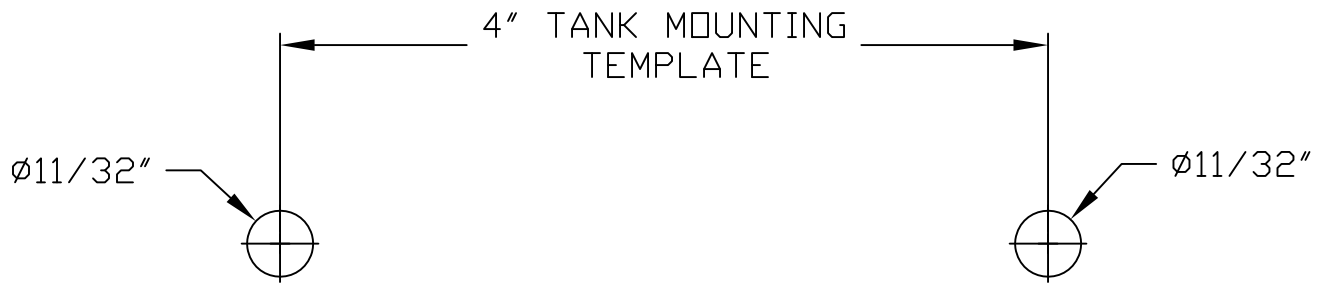 4" TANK MOUNTING
TEMPLATE
Ø11/32"
Ø11/32"